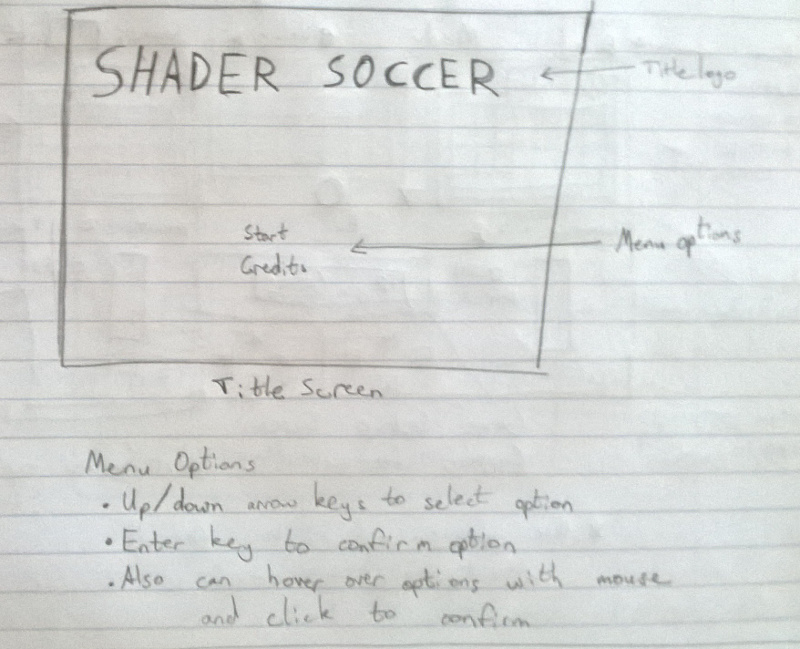 SHADER SOCCER
Title logo
Start
Credits
Menu options
Title Screen
Menu Options
• Up/down arrow keys to select option
• Enter key to confirm option
• Also can hover over options with mouse
and click to confirm